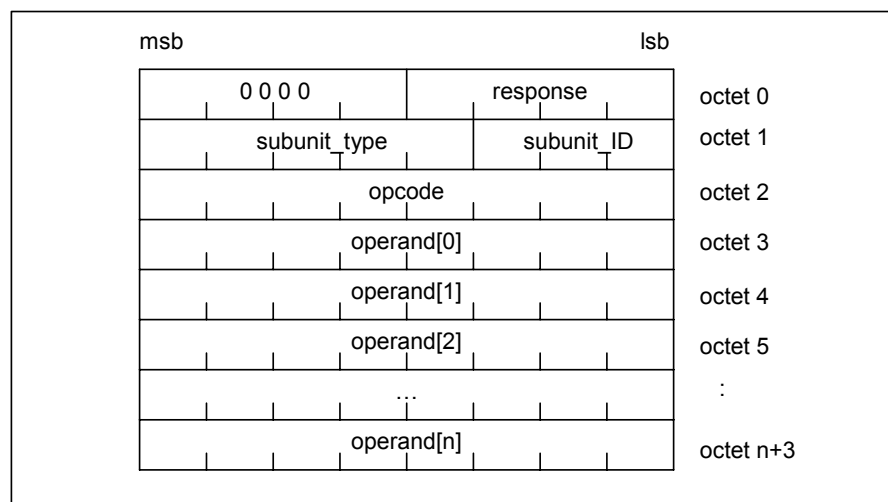 msb lsb
0 0 0 0 response octet 0
subunit_type subunit_ID octet 1
opcode octet 2
operand[0] octet 3
operand[1] octet 4
operand[2] octet 5
... :
operand[n] octet n+3